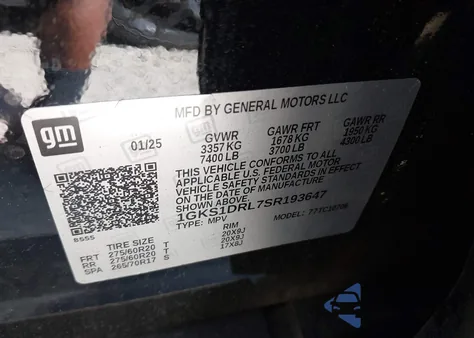 MFD BY GENERAL MOTORS LLC
gm
01/25
GVWR
3357 KG
7400 LB
GAWR FRT
1678 KG
3700 LB
GAWR RR
1950 KG
4300 LB
THIS VEHICLE CONFORMS TO ALL
APPLICABLE U.S. FEDERAL MOTOR
VEHICLE SAFETY STANDARDS IN EFFECT
ON THE DATE OF MANUFACTURE
SHOWN ABOVE.
1GKS1DRL7SR193647
TYPE: MPV
MODEL:
TIRE SIZE
RIM
FRT 275/60R20 T 20X9J
RR 275/60R20 T 20X9J
SPA 265/70R17 S 17X8J